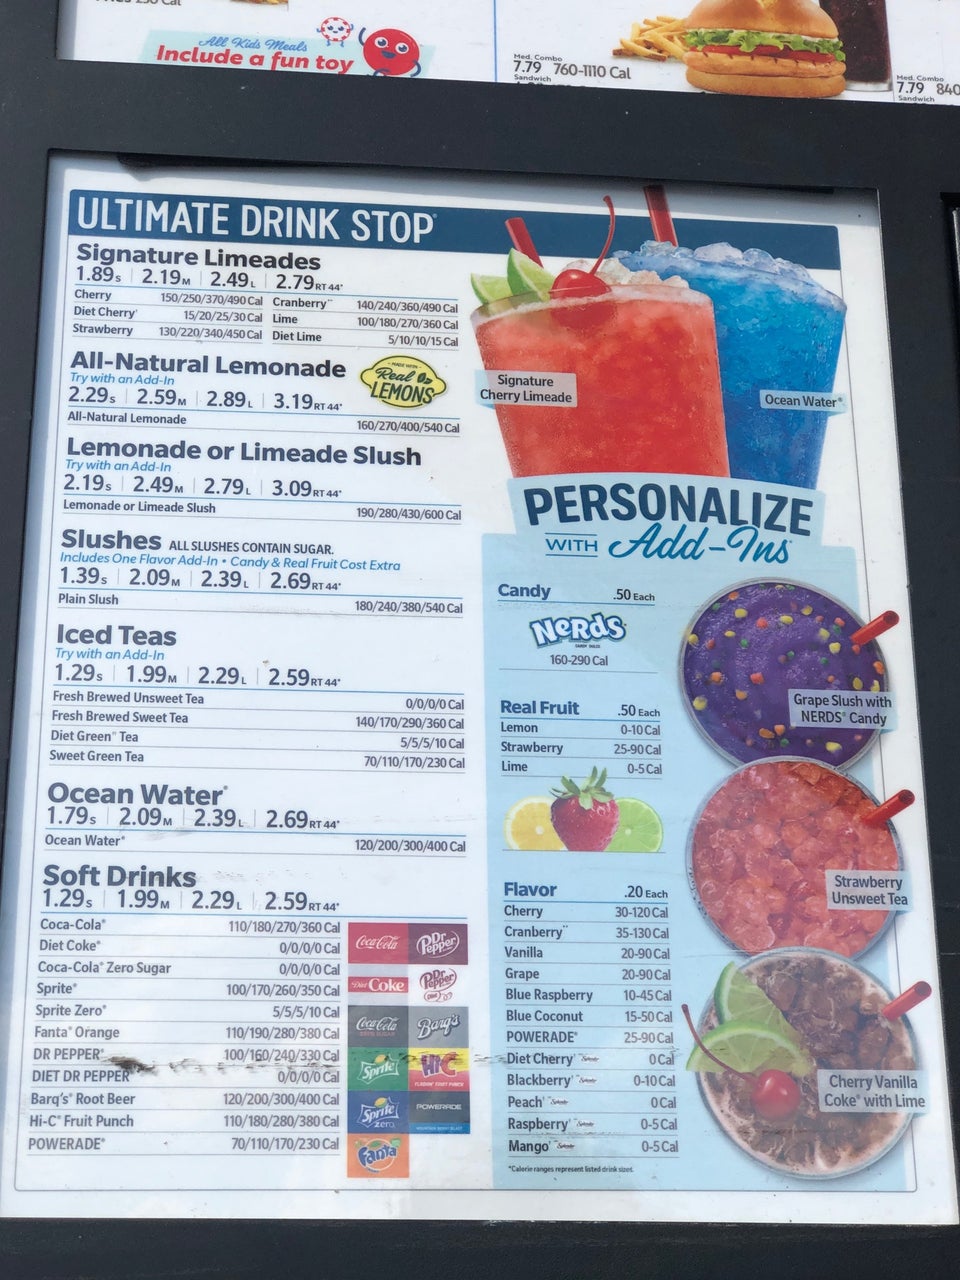 250 Cal
All Kids Meals
Include a fun toy
Med. Combo
7.79 760-1110 Cal
Sandwich
Med. Combo
7.79 840
Sandwich
ULTIMATE DRINK STOP®
Signature Limeades
1.89S 2.19M 2.49L 2.79RT 44®
Cherry 150/250/370/490 Cal Cranberry 140/240/360/490 Cal
Diet Cherry 15/20/25/30 Cal Lime 100/180/270/360 Cal
Strawberry 130/220/340/450 Cal Diet Lime 5/10/10/15 Cal
All-Natural Lemonade
Try with an Add-In
2.29S 2.59M 2.89L 3.19RT 44®
All-Natural Lemonade 160/270/400/540 Cal
MADE WITH
Real
LEMONS
Lemonade or Limeade Slush
Try with an Add-In
2.19S 2.49M 2.79L 3.09RT 44®
Lemonade or Limeade Slush 190/280/430/600 Cal
Slushes ALL SLUSHES CONTAIN SUGAR.
Includes One Flavor Add-In • Candy & Real Fruit Cost Extra
1.39S 2.09M 2.39L 2.69RT 44®
Plain Slush 180/240/380/540 Cal
Iced Teas
Try with an Add-In
1.29S 1.99M 2.29L 2.59RT 44®
Fresh Brewed Unsweet Tea 0/0/0/0 Cal
Fresh Brewed Sweet Tea 140/170/290/360 Cal
Diet Green Tea 5/5/5/10 Cal
Sweet Green Tea 70/110/170/230 Cal
Ocean Water®
1.79S 2.09M 2.39L 2.69RT 44®
Ocean Water® 120/200/300/400 Cal
Soft Drinks
1.29S 1.99M 2.29L 2.59RT 44®
Coca-Cola® 110/180/270/360 Cal
Diet Coke® 0/0/0/0 Cal
Coca-Cola® Zero Sugar 0/0/0/0 Cal
Sprite® 100/170/260/350 Cal
Sprite Zero® 5/5/5/10 Cal
Fanta® Orange 110/190/280/380 Cal
DR PEPPER® 100/160/240/330 Cal
DIET DR PEPPER 0/0/0/0 Cal
Barq's® Root Beer 120/200/300/400 Cal
Hi-C® Fruit Punch 110/180/280/380 Cal
POWERADE® 70/110/170/230 Cal
Coca-Cola Dr Pepper
Diet Coke Dr Pepper
Coca-Cola Barq's
ZERO SUGAR
Sprite Hi-C
FLASHIN' FRUIT PUNCH
Sprite zero POWERADE
MOUNTAIN BERRY BLAST
Fanta
Signature
Cherry Limeade
Ocean Water®
PERSONALIZE
WITH Add-Ins
Candy .50 Each
Nerds
160-290 Cal
Real Fruit .50 Each
Lemon 0-10 Cal
Strawberry 25-90 Cal
Lime 0-5 Cal
Flavor .20 Each
Cherry 30-120 Cal
Cranberry 35-130 Cal
Vanilla 20-90 Cal
Grape 20-90 Cal
Blue Raspberry 10-45 Cal
Blue Coconut 15-50 Cal
POWERADE® 25-90 Cal
Diet Cherry 0 Cal
Blackberry 0-10 Cal
Peach 0 Cal
Raspberry 0-5 Cal
Mango 0-5 Cal
*Calorie ranges represent listed drink sizes.
Grape Slush with
NERDS® Candy
Strawberry
Unsweet Tea
Cherry Vanilla
Coke® with Lime